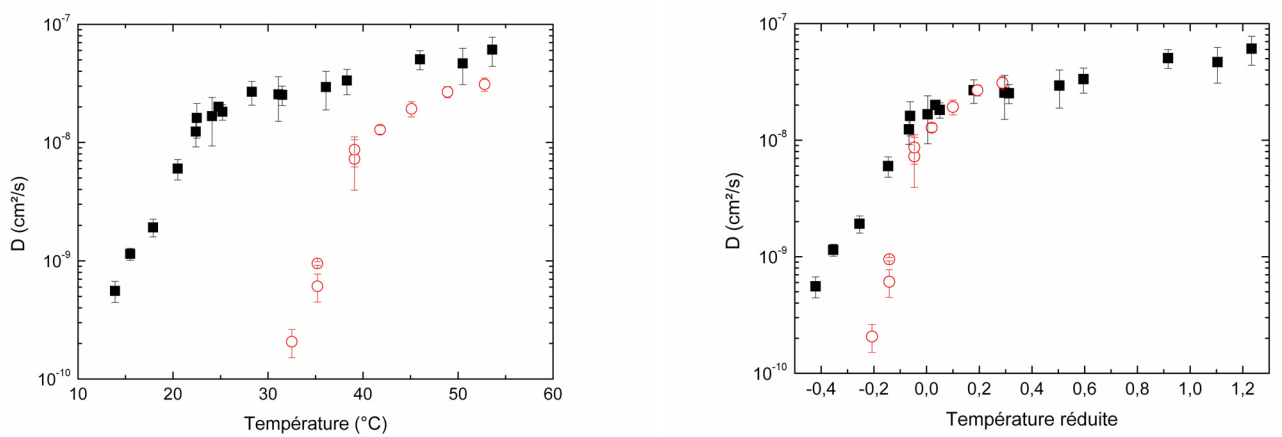 10⁻⁷
10⁻⁸
10⁻⁹
10⁻¹⁰
D (cm²/s)
10 20 30 40 50 60
Température (°C)
10⁻⁷
10⁻⁸
10⁻⁹
10⁻¹⁰
D (cm²/s)
-0,4 -0,2 0,0 0,2 0,4 0,6 0,8 1,0 1,2
Température réduite